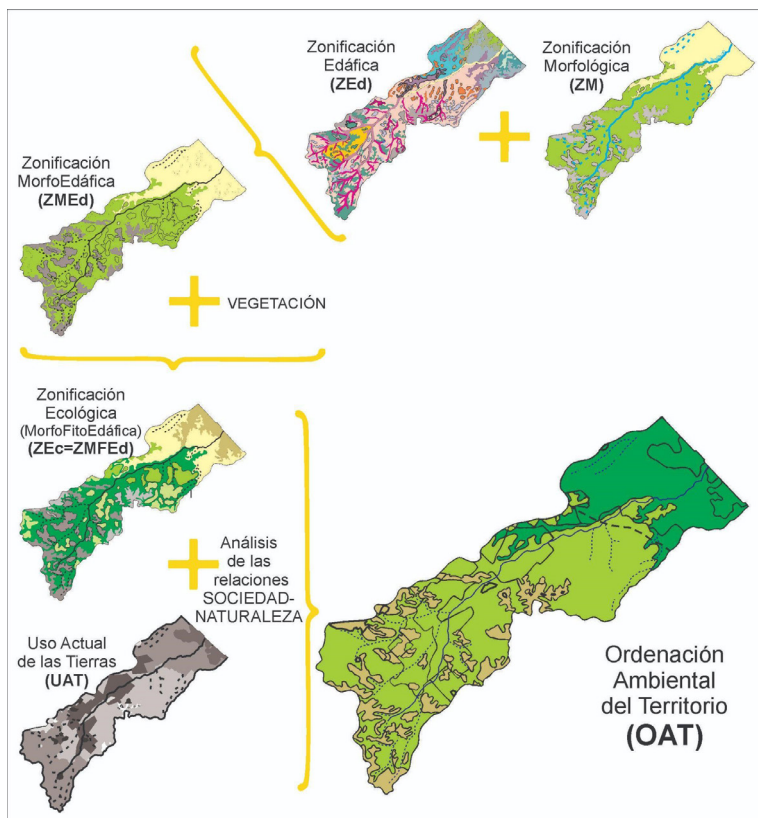 Zonificación
Edáfica
(ZEd)
Zonificación
Morfológica
(ZM)
Zonificación
MorfoEdáfica
(ZMEd)
VEGETACIÓN
Zonificación
Ecológica
(MorfoFitoEdáfica)
(ZEc=ZMFEd)
Análisis
de las
relaciones
SOCIEDAD-
NATURALEZA
Uso Actual
de las Tierras
(UAT)
Ordenación
Ambiental
del Territorio
(OAT)